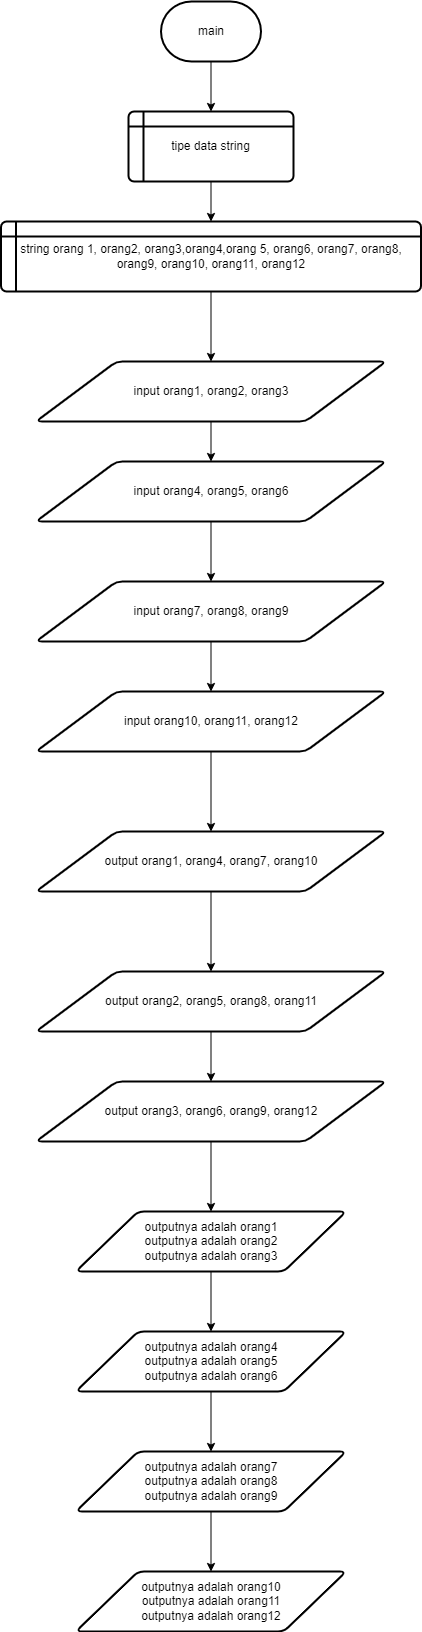 main
tipe data string
string orang 1, orang2, orang3,orang4,orang 5, orang6, orang7, orang8,
orang9, orang10, orang11, orang12
input orang1, orang2, orang3
input orang4, orang5, orang6
input orang7, orang8, orang9
input orang10, orang11, orang12
output orang1, orang4, orang7, orang10
output orang2, orang5, orang8, orang11
output orang3, orang6, orang9, orang12
outputnya adalah orang1
outputnya adalah orang2
outputnya adalah orang3
outputnya adalah orang4
outputnya adalah orang5
outputnya adalah orang6
outputnya adalah orang7
outputnya adalah orang8
outputnya adalah orang9
outputnya adalah orang10
outputnya adalah orang11
outputnya adalah orang12